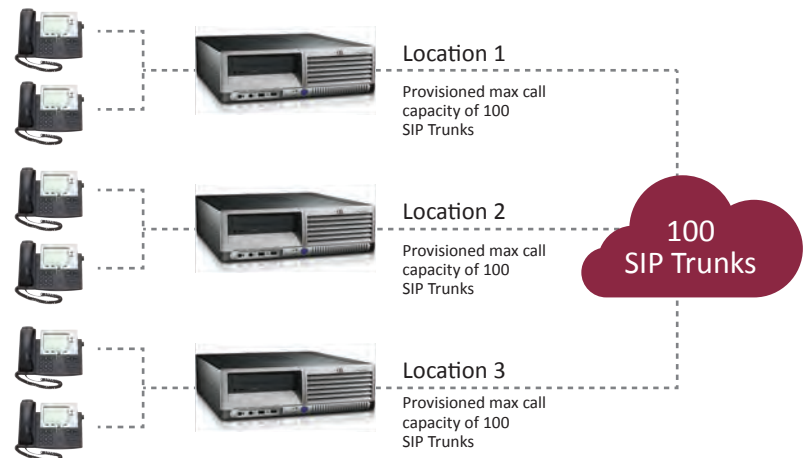 Location 1
Provisioned max call
capacity of 100
SIP Trunks
Location 2
Provisioned max call
capacity of 100
SIP Trunks
100
SIP Trunks
Location 3
Provisioned max call
capacity of 100
SIP Trunks